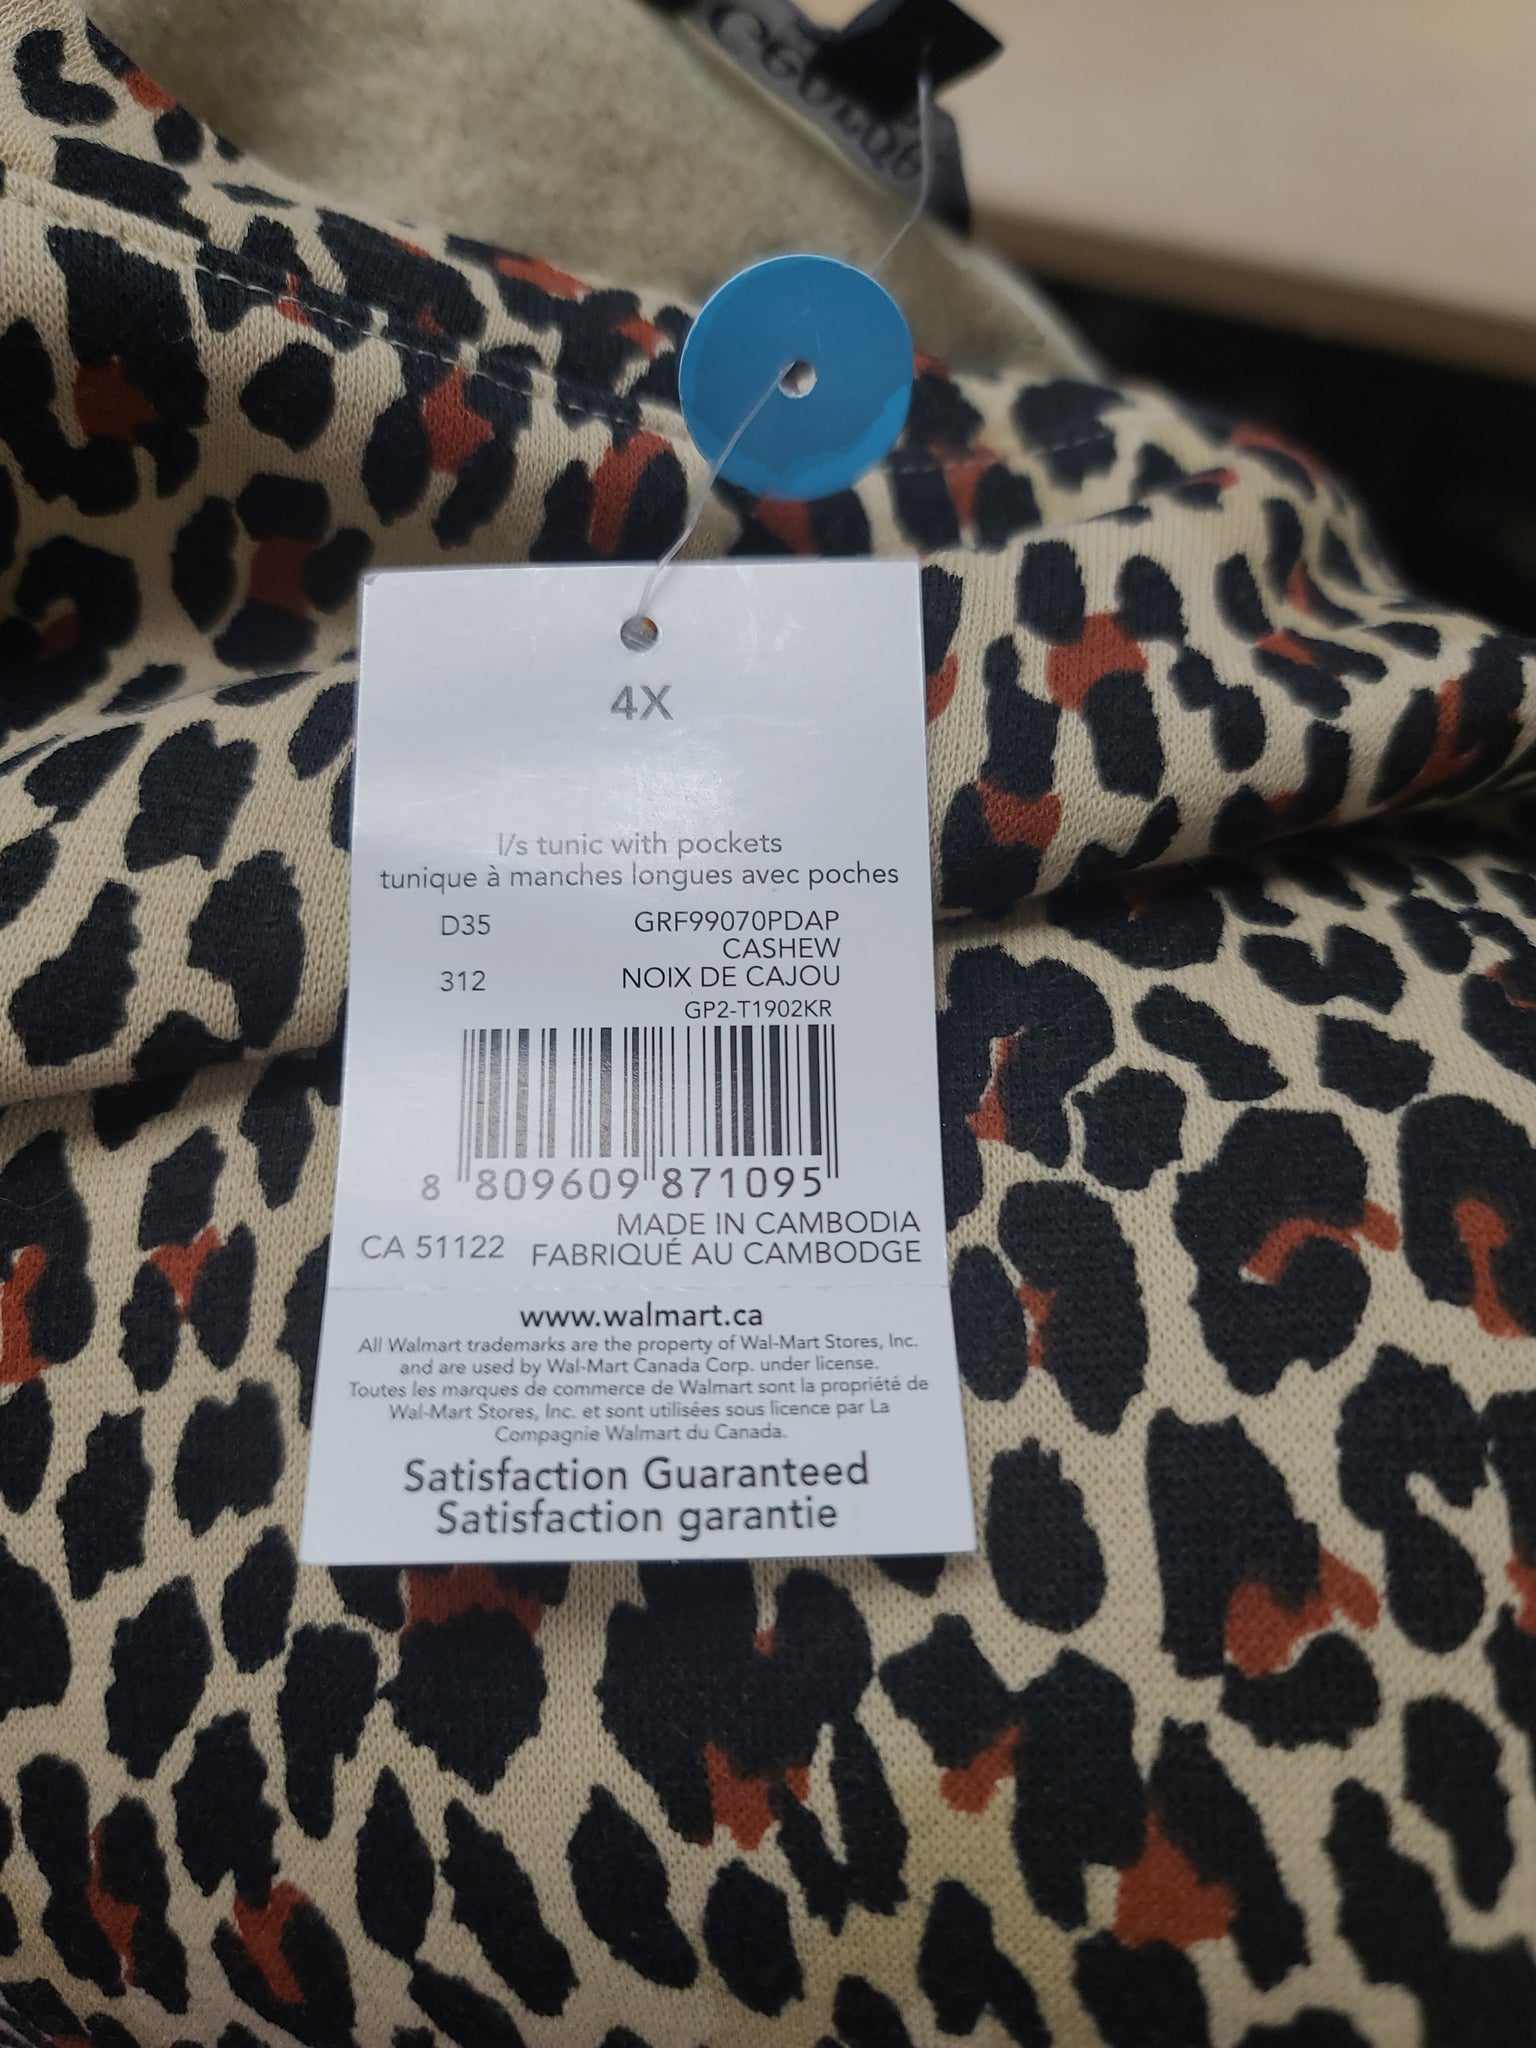 4X
l/s tunic with pockets
tunique à manches longues avec poches
D35 GRF99070PDAP
CASHEW
312 NOIX DE CAJOU
GP2-T1902KR
8 809609 871095
MADE IN CAMBODIA
CA 51122 FABRIQUÉ AU CAMBODGE
www.walmart.ca
All Walmart trademarks are the property of Wal-Mart Stores, Inc.
and are used by Wal-Mart Canada Corp. under license.
Toutes les marques de commerce de Walmart sont la propriété de
Wal-Mart Stores, Inc. et sont utilisées sous licence par La
Compagnie Walmart du Canada.
Satisfaction Guaranteed
Satisfaction garantie